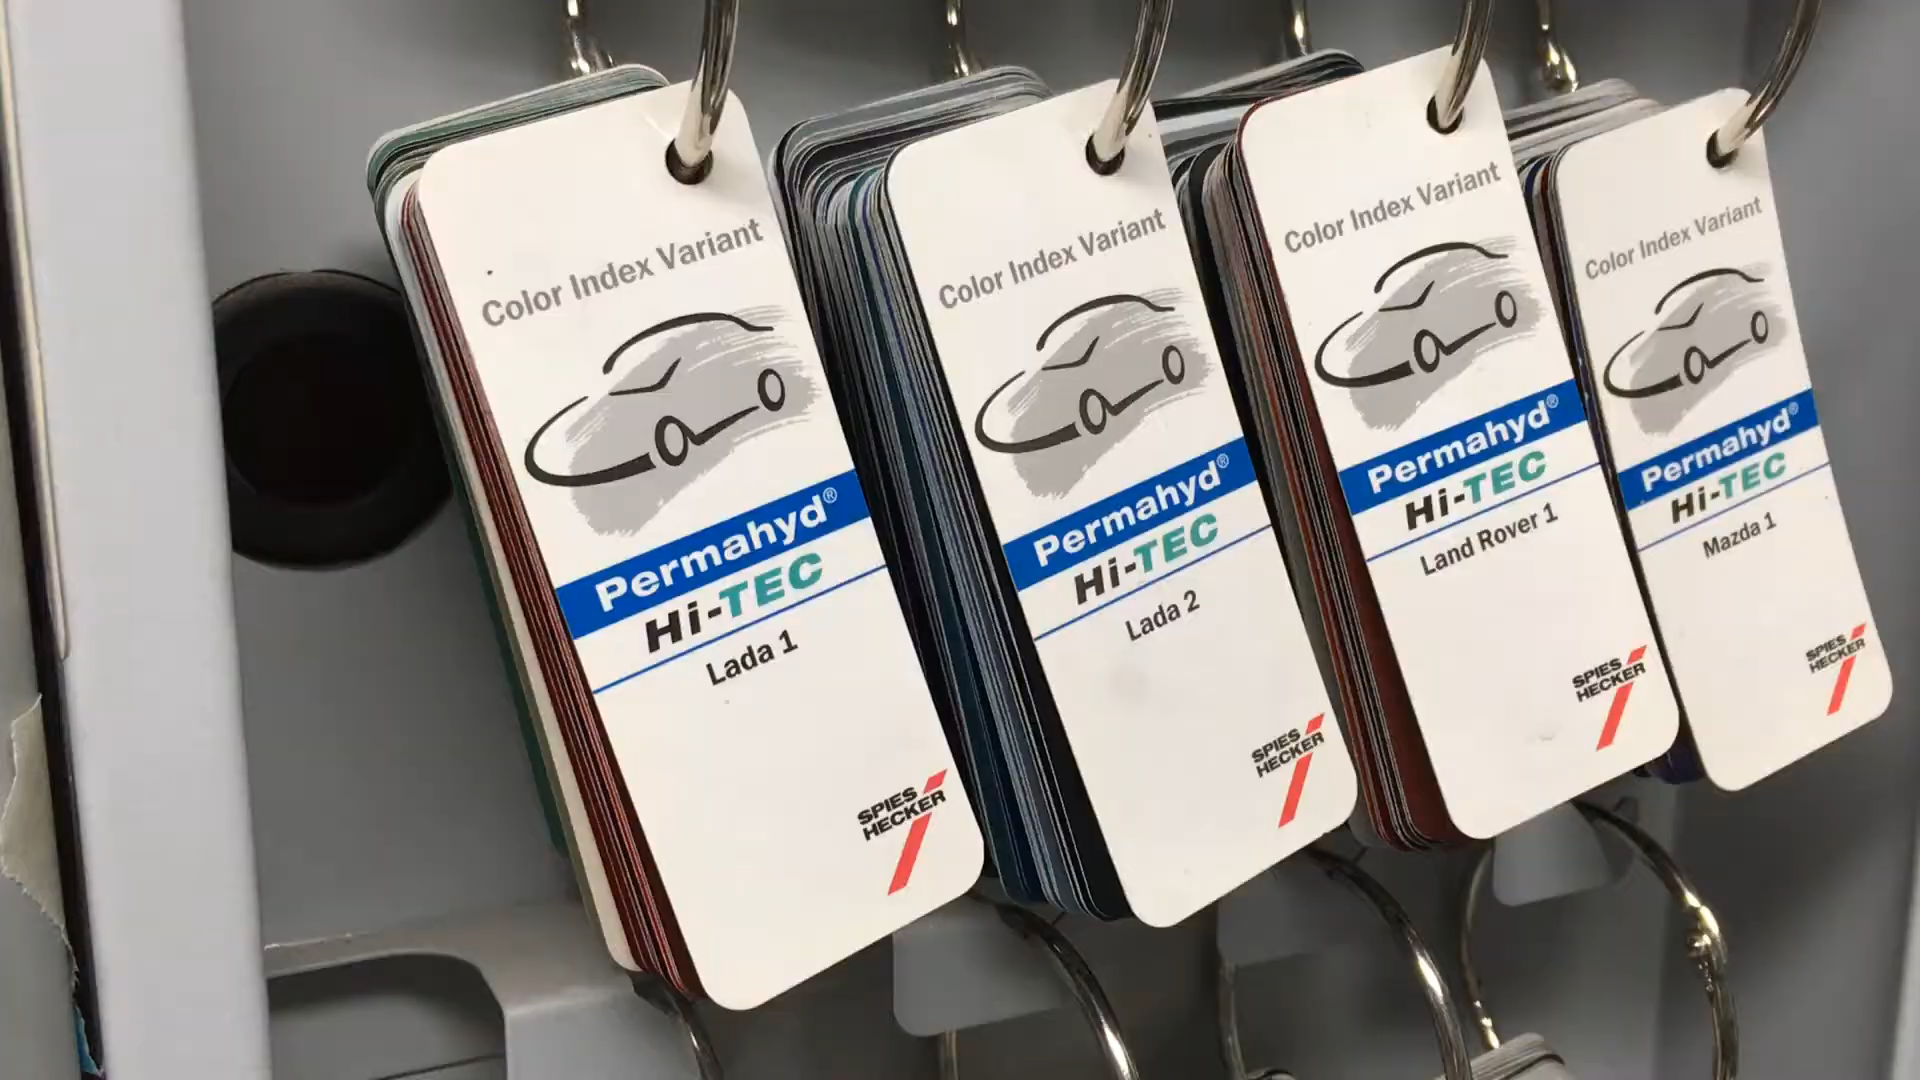 Color Index Variant
Permahyd®
Hi-TEC
Lada 1
SPIES
HECKER
Color Index Variant
Permahyd®
Hi-TEC
Lada 2
SPIES
HECKER
Color Index Variant
Permahyd®
Hi-TEC
Land Rover 1
SPIES
HECKER
Color Index Variant
Permahyd®
Hi-TEC
Mazda 1
SPIES
HECKER